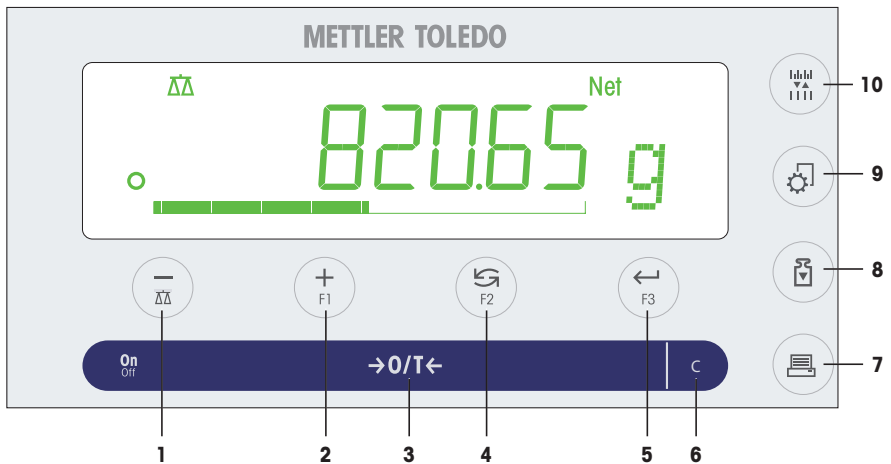 METTLER TOLEDO
Net
820.65 g
10
9
8
F1
F2
F3
On
Off
→0/T←
C
7
1
2
3
4
5
6